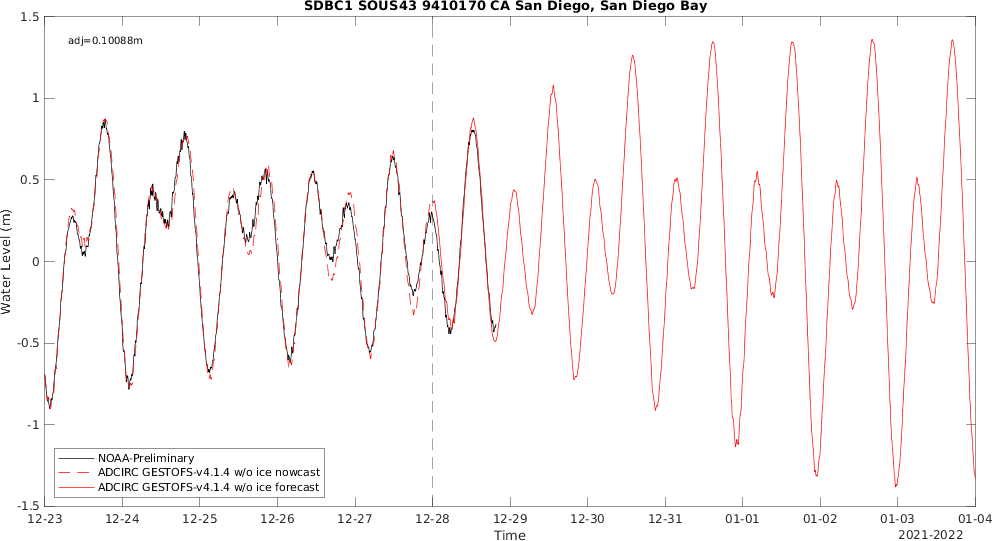 SDBC1 SOUS43 9410170 CA San Diego, San Diego Bay
adj=0.10088m
1.5
1
0.5
0
-0.5
-1
-1.5
Water Level (m)
NOAA-Preliminary
ADCIRC GESTOFS-v4.1.4 w/o ice nowcast
ADCIRC GESTOFS-v4.1.4 w/o ice forecast
12-23 12-24 12-25 12-26 12-27 12-28 12-29 12-30 12-31 01-01 01-02 01-03 01-04
Time
2021-2022